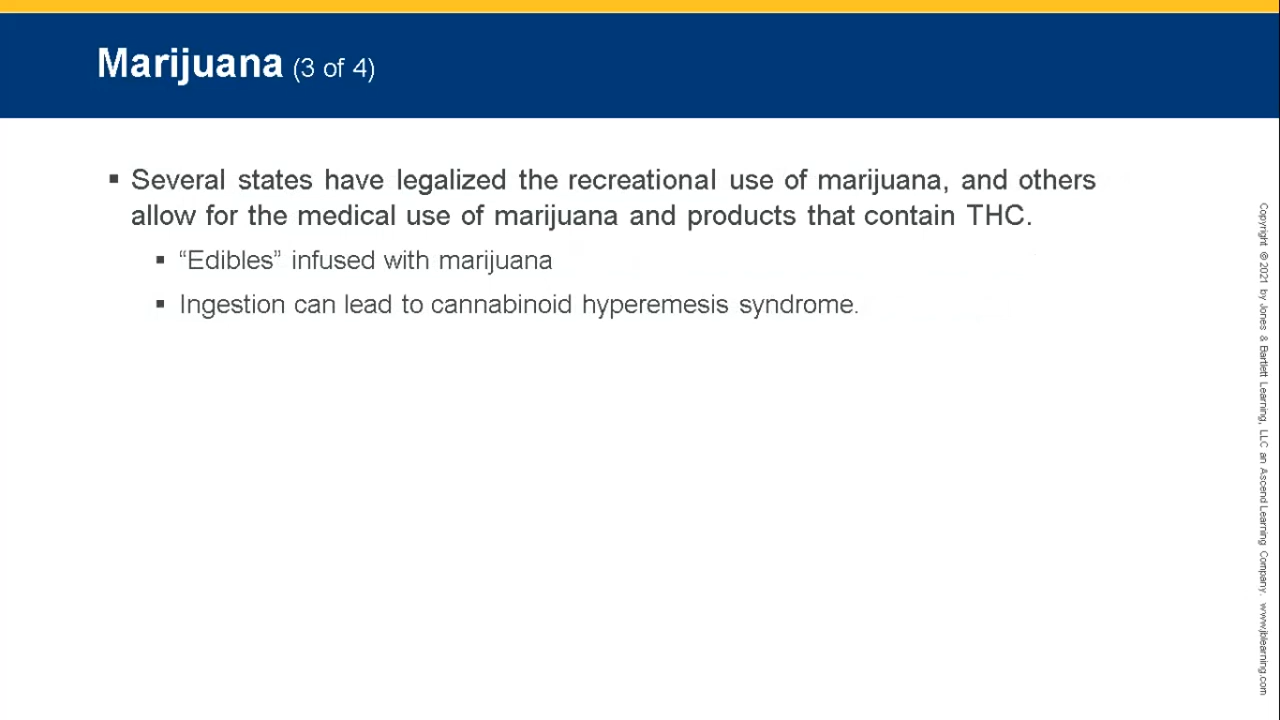 Marijuana (3 of 4)
▪ Several states have legalized the recreational use of marijuana, and others
allow for the medical use of marijuana and products that contain THC.
▪ “Edibles” infused with marijuana
▪ Ingestion can lead to cannabinoid hyperemesis syndrome.
Copyright ©2021 by Jones & Bartlett Learning, LLC an Ascend Learning Company. www.jblearning.com